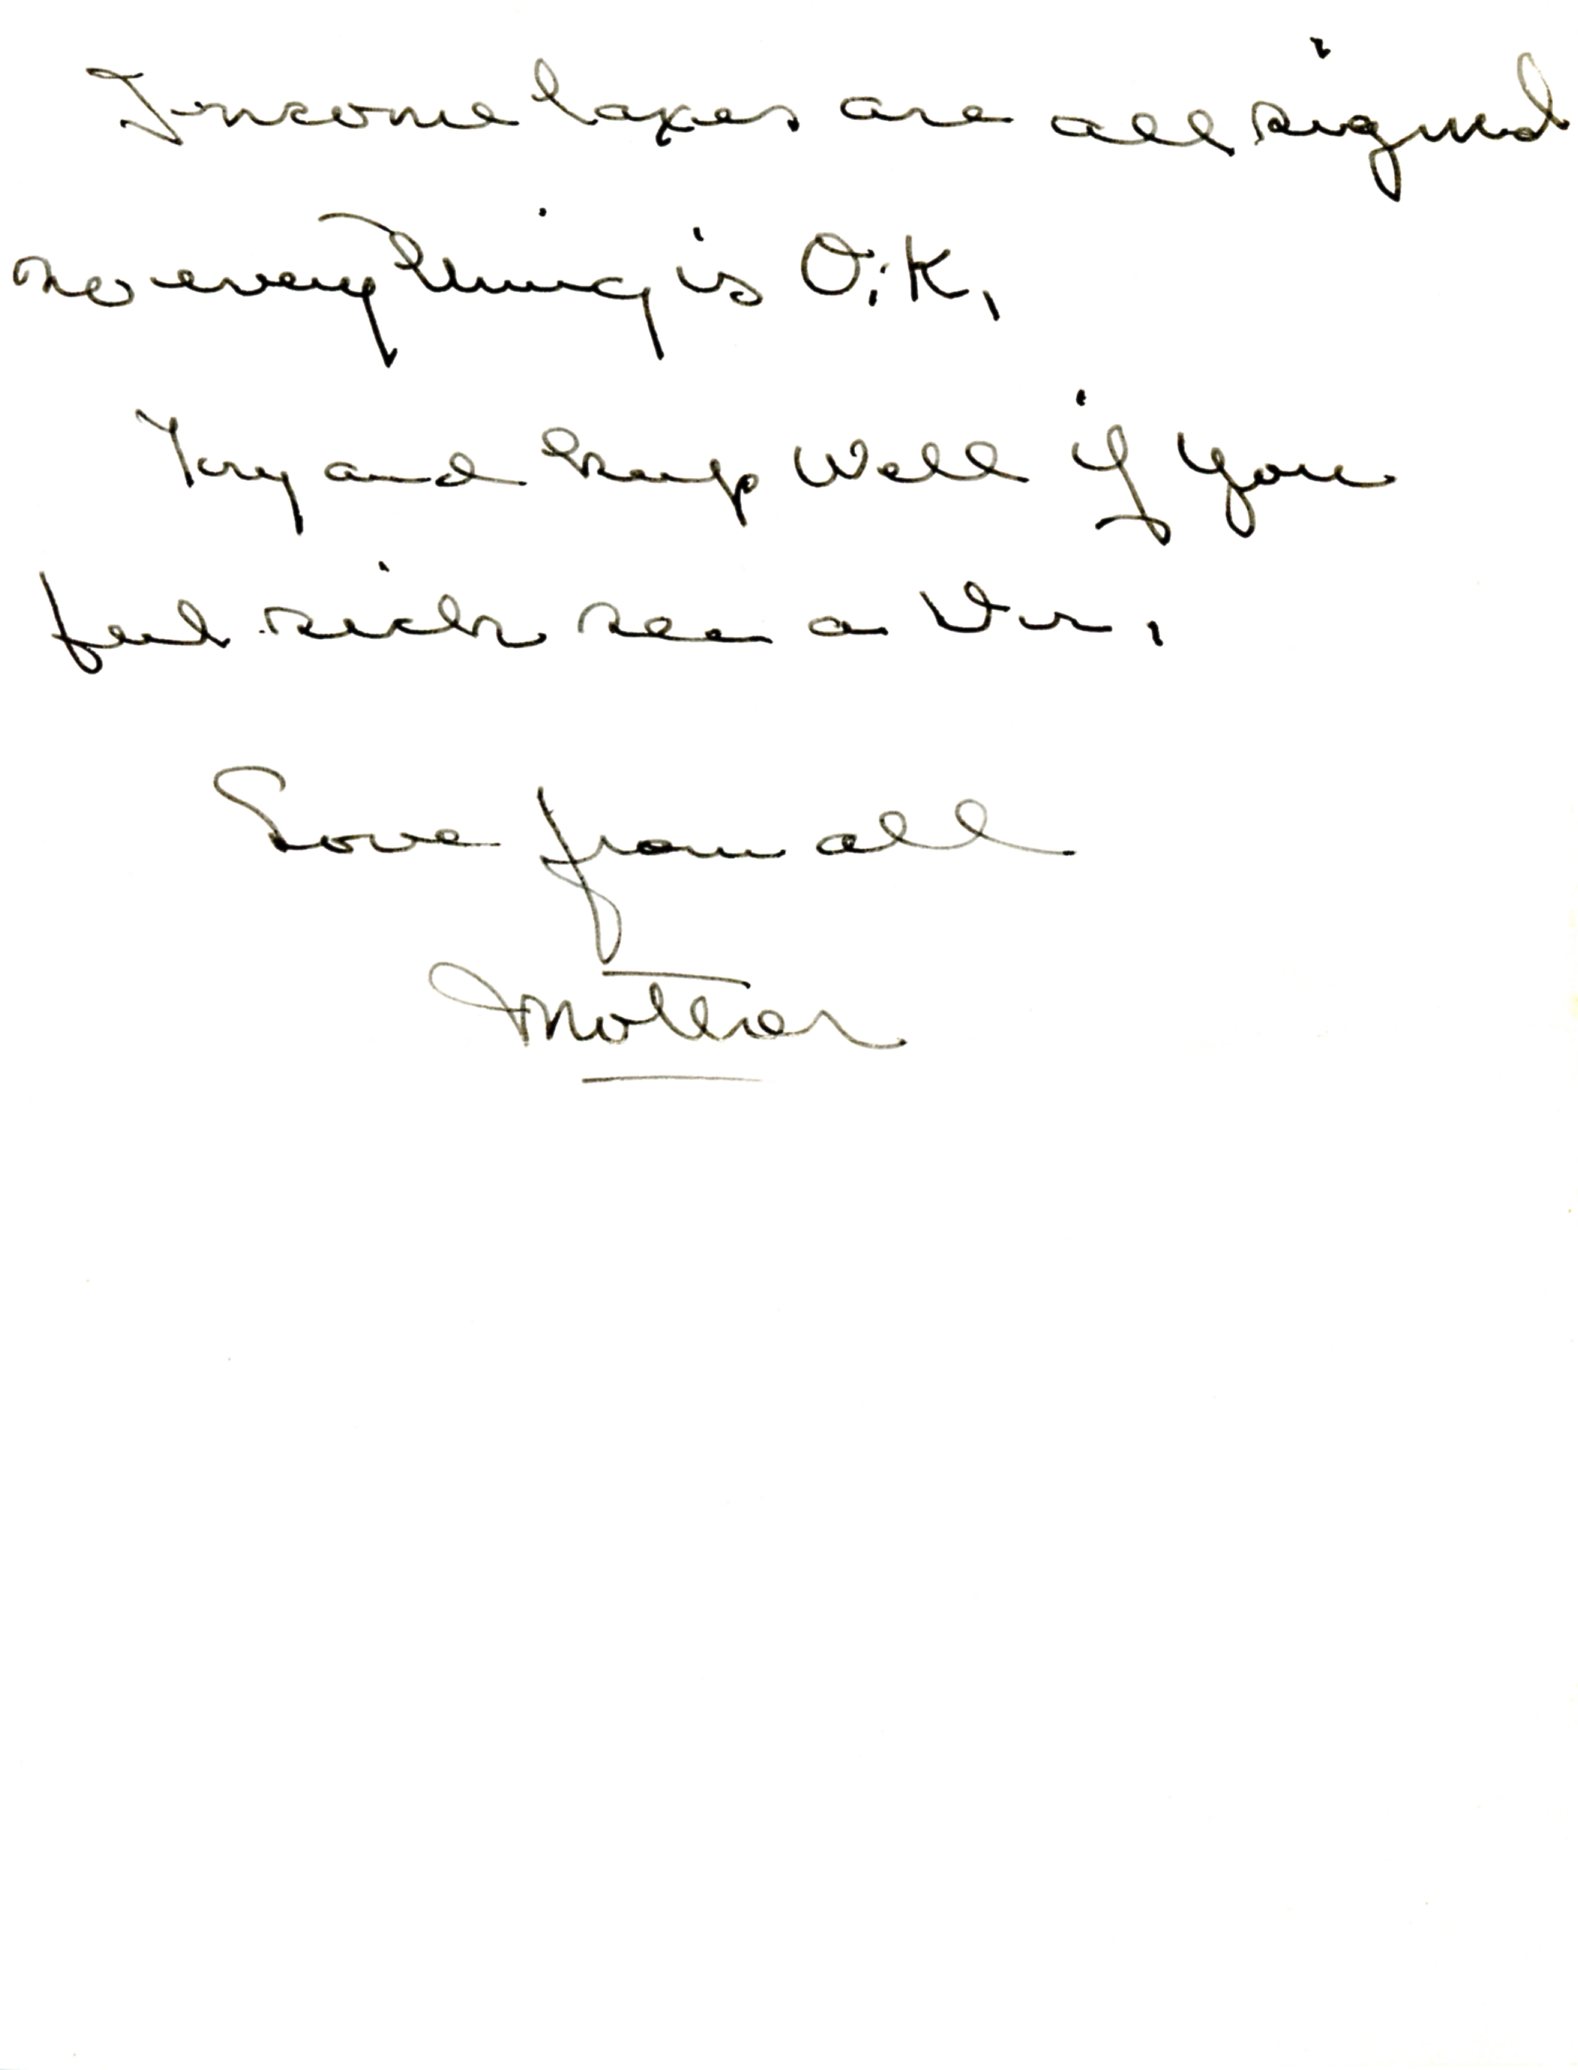 Income taxes are all signed
so everything is O.K.
Try and keep well if you
feel sick see a Dr.
Love from all
Mother